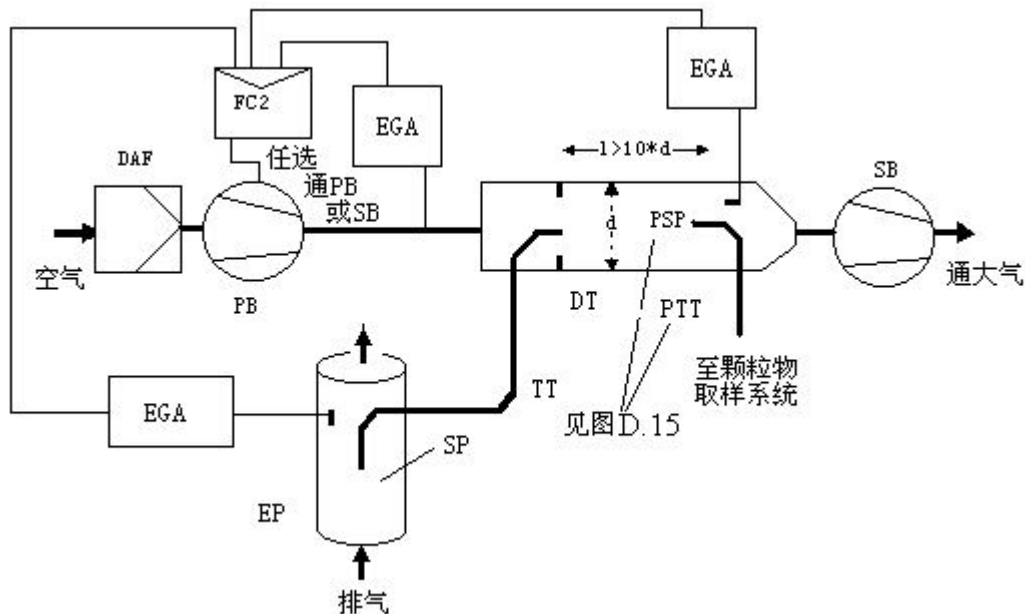 EGA
FC2
EGA
DAF
任选
通PB
或SB
l>10*d
SB
d
PSP
空气
PB
DT
PTT
通大气
至颗粒物
取样系统
TT
EGA
见图D.15
SP
EP
排气